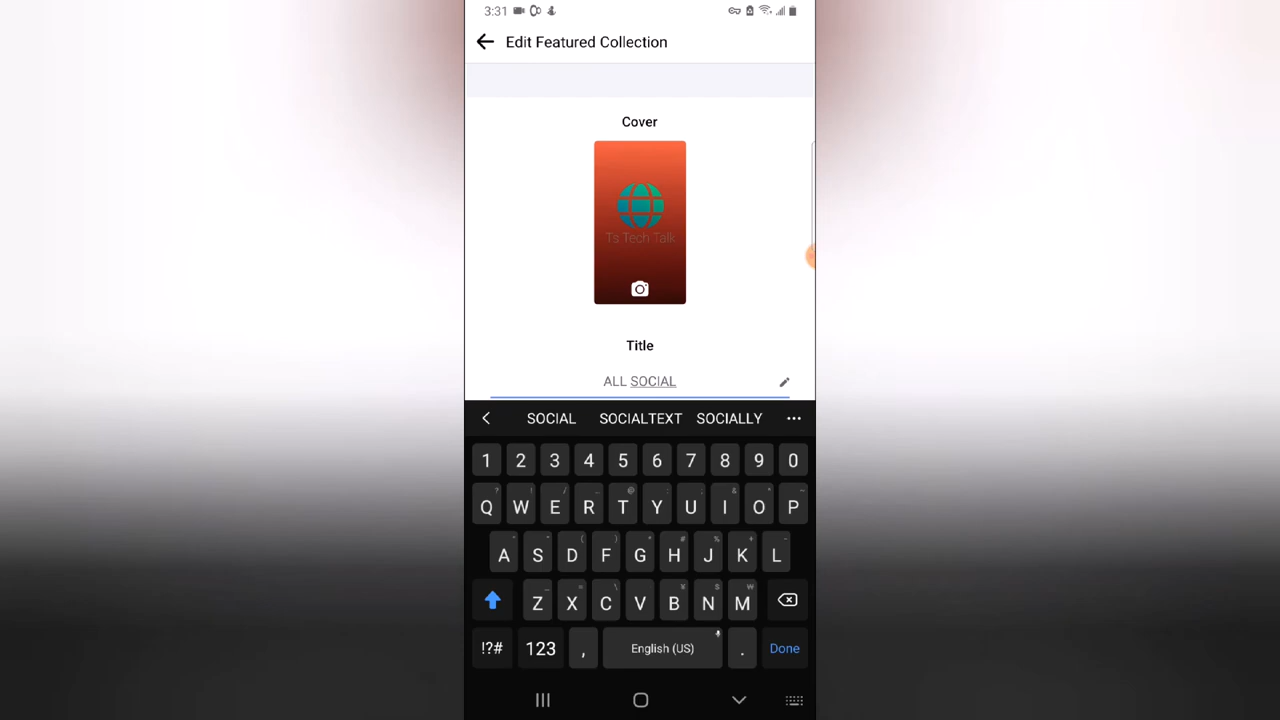 3:31
Edit Featured Collection
Cover
Ts Tech Talk
Title
ALL SOCIAL
SOCIAL SOCIALTEXT SOCIALLY
1 2 3 4 5 6 7 8 9 0
Q W E R T Y U I O P
A S D F G H J K L
Z X C V B N M
!?# 123 , English (US) . Done